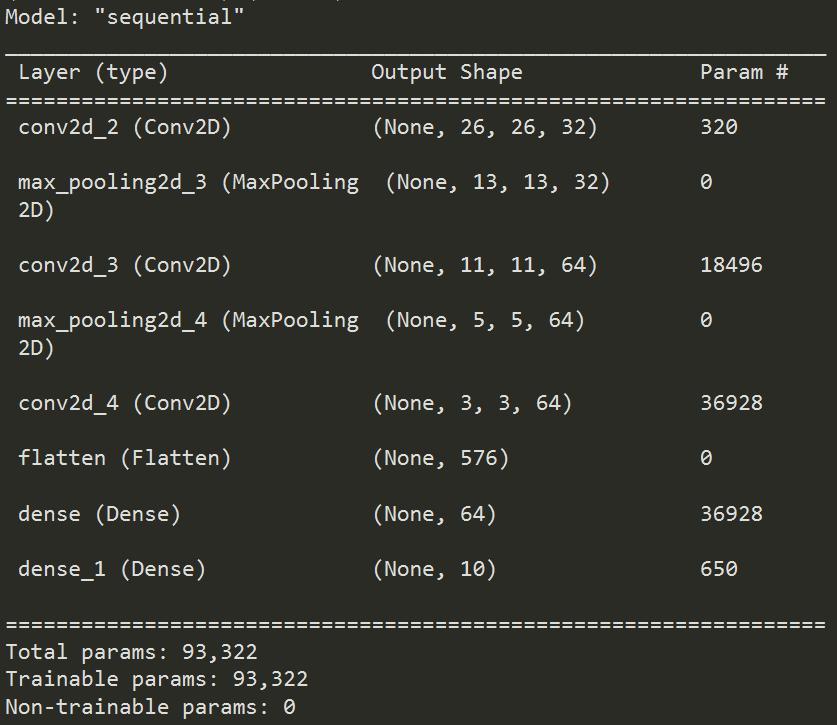 Model: "sequential"
_________________________________________________________________
 Layer (type)                Output Shape              Param #
=================================================================
 conv2d_2 (Conv2D)           (None, 26, 26, 32)        320
 max_pooling2d_3 (MaxPooling  (None, 13, 13, 32)       0
 2D)
 conv2d_3 (Conv2D)           (None, 11, 11, 64)        18496
 max_pooling2d_4 (MaxPooling  (None, 5, 5, 64)         0
 2D)
 conv2d_4 (Conv2D)           (None, 3, 3, 64)          36928
 flatten (Flatten)           (None, 576)               0
 dense (Dense)               (None, 64)                36928
 dense_1 (Dense)             (None, 10)                650
=================================================================
Total params: 93,322
Trainable params: 93,322
Non-trainable params: 0